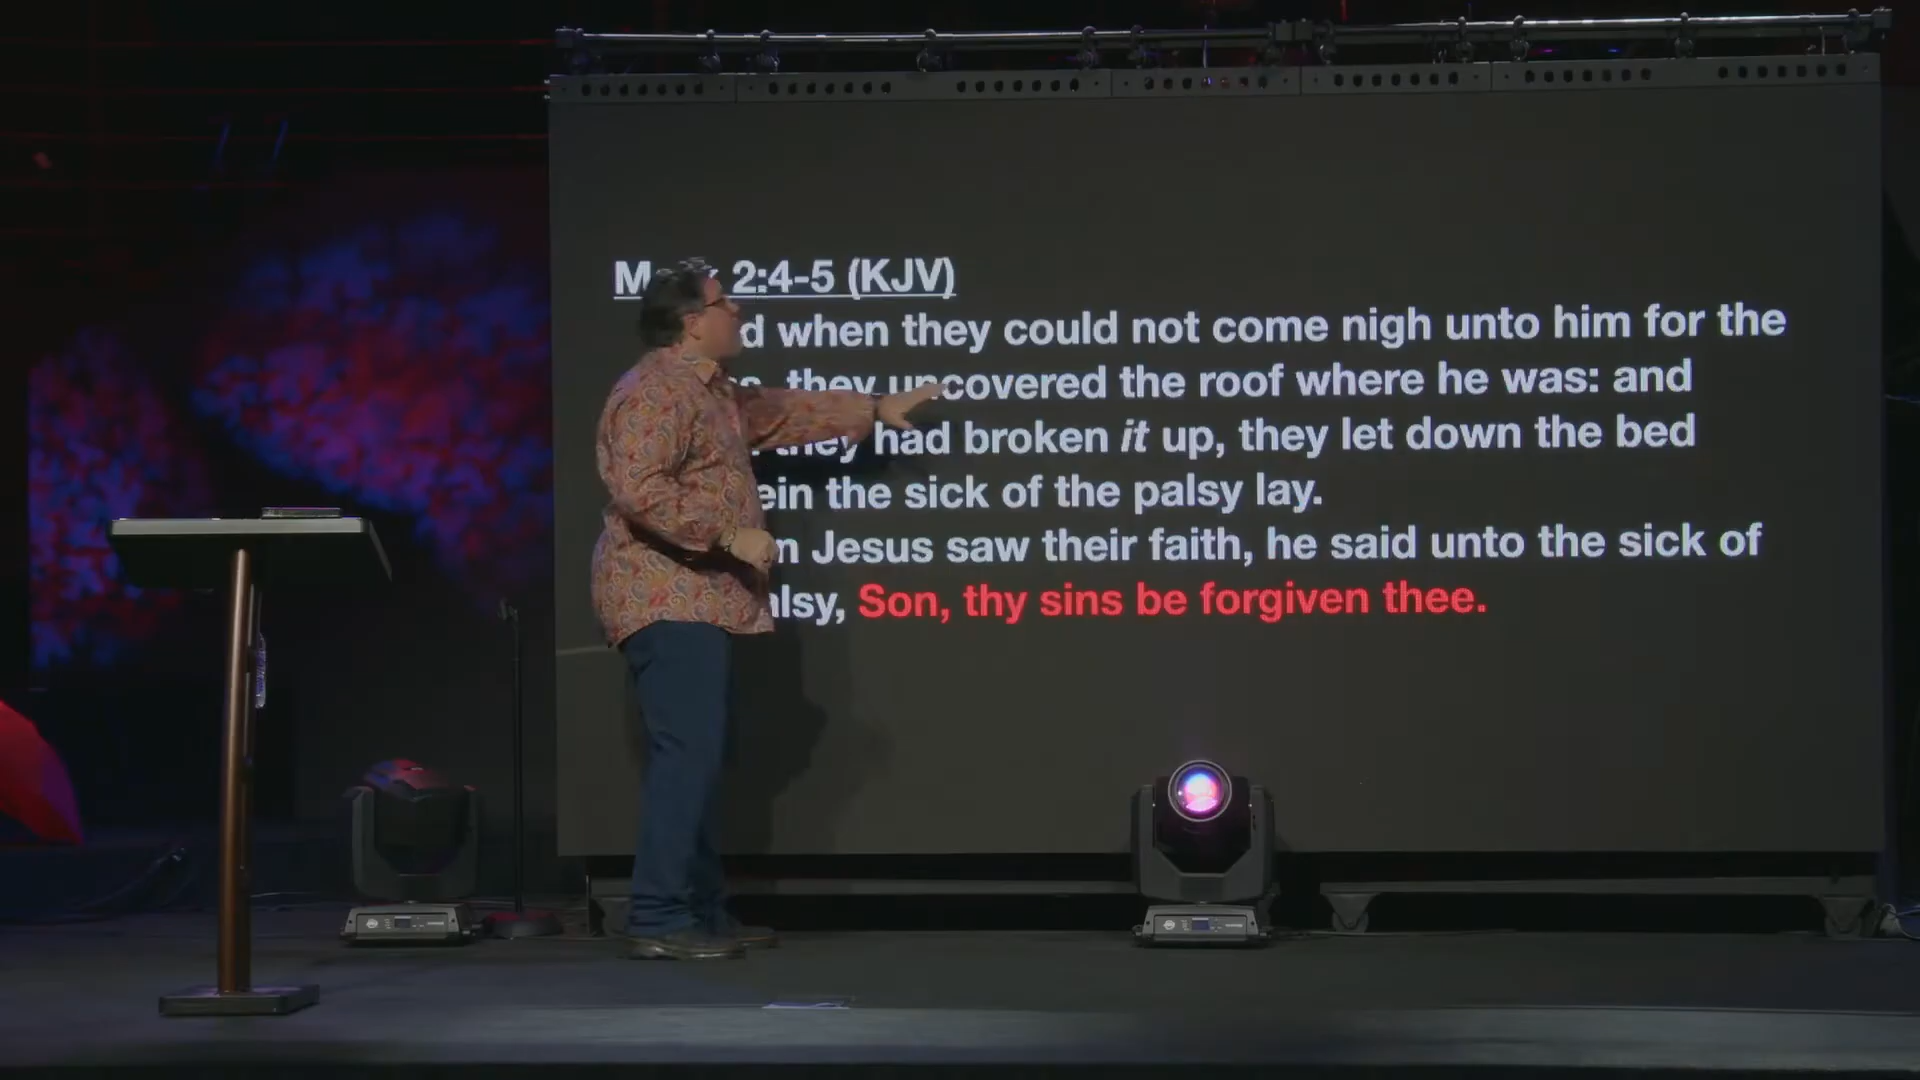 2:4-5 (KJV)
when they could not come nigh unto him for the
they uncovered the roof where he was: and
they had broken it up, they let down the bed
the sick of the palsy lay.
Jesus saw their faith, he said unto the sick of
Son, thy sins be forgiven thee.